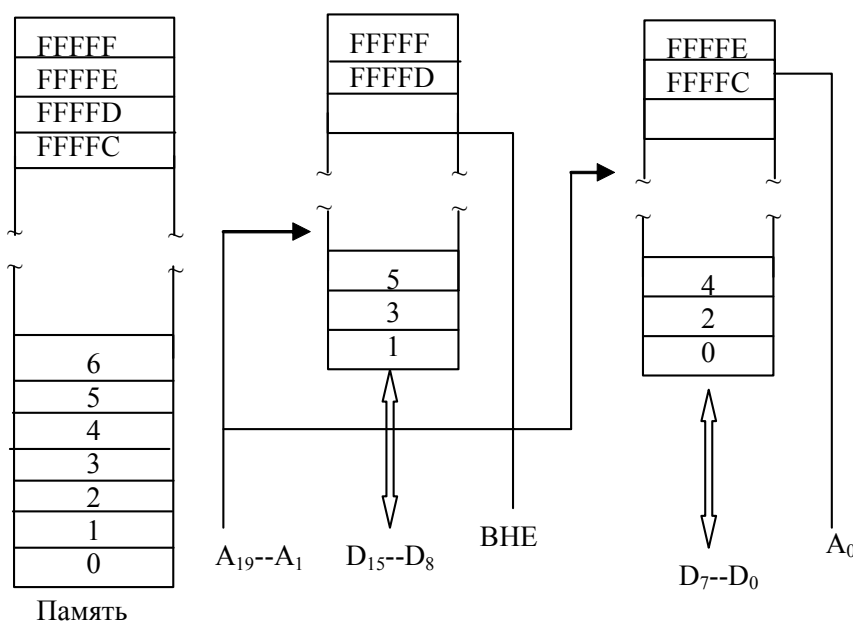 FFFFF
FFFFE
FFFFD
FFFFC
6
5
4
3
2
1
0
Память
A19--A1
FFFFF
FFFFD
5
3
1
D15--D8
BHE
FFFFE
FFFFC
4
2
0
D7--D0
A0